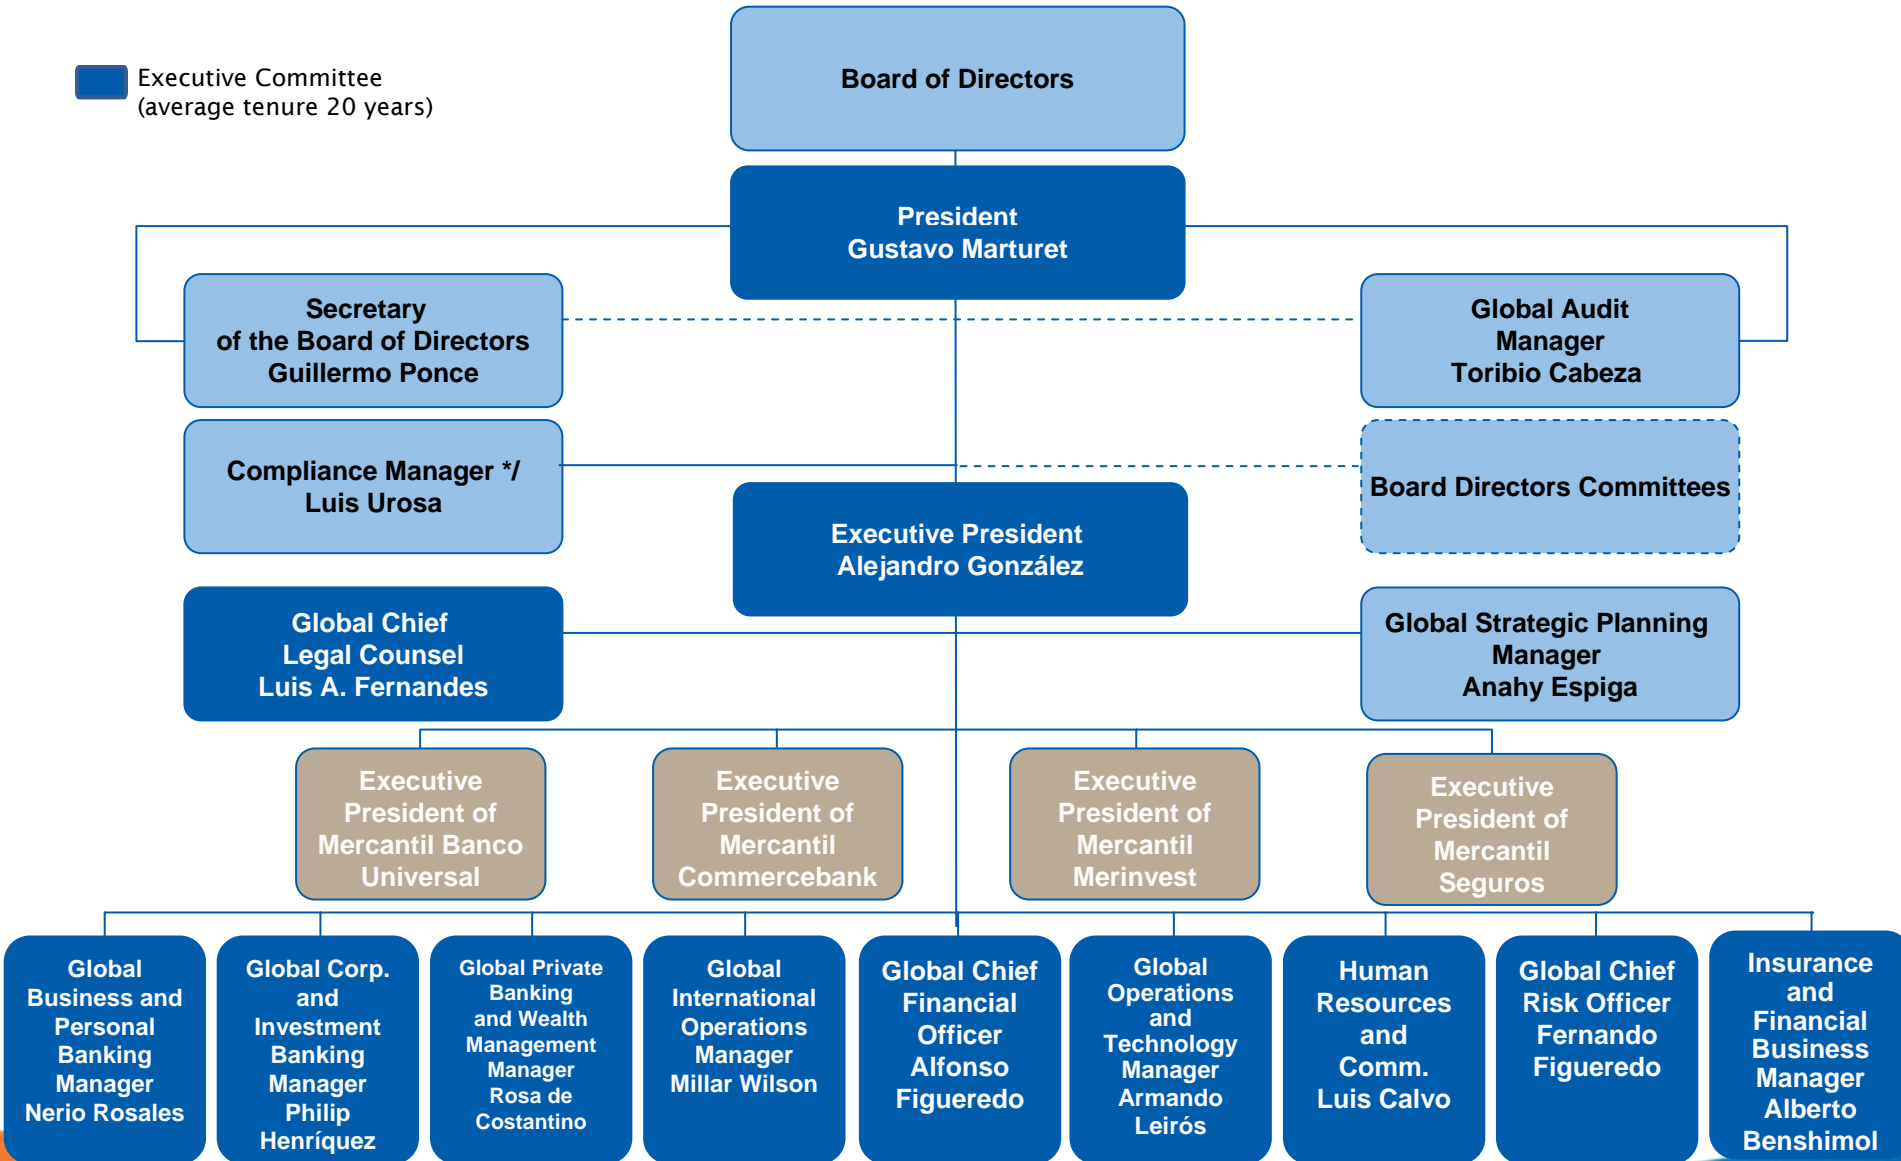 Executive Committee
(average tenure 20 years)
Board of Directors
President
Gustavo Marturet
Secretary
of the Board of Directors
Guillermo Ponce
Global Audit
Manager
Toribio Cabeza
Compliance Manager */
Luis Urosa
Board Directors Committees
Executive President
Alejandro González
Global Chief
Legal Counsel
Luis A. Fernandes
Global Strategic Planning
Manager
Anahy Espiga
Executive
President of
Mercantil Banco
Universal
Executive
President of
Mercantil
Commercebank
Executive
President of
Mercantil
Merinvest
Executive
President of
Mercantil
Seguros
Global
Business and
Personal
Banking
Manager
Nerio Rosales
Global Corp.
and
Investment
Banking
Manager
Philip
Henríquez
Global Private
Banking
and Wealth
Management
Manager
Rosa de
Costantino
Global
International
Operations
Manager
Millar Wilson
Global Chief
Financial
Officer
Alfonso
Figueredo
Global
Operations
and
Technology
Manager
Armando
Leirós
Human
Resources
and
Comm.
Luis Calvo
Global Chief
Risk Officer
Fernando
Figueredo
Insurance
and
Financial
Business
Manager
Alberto
Benshimol